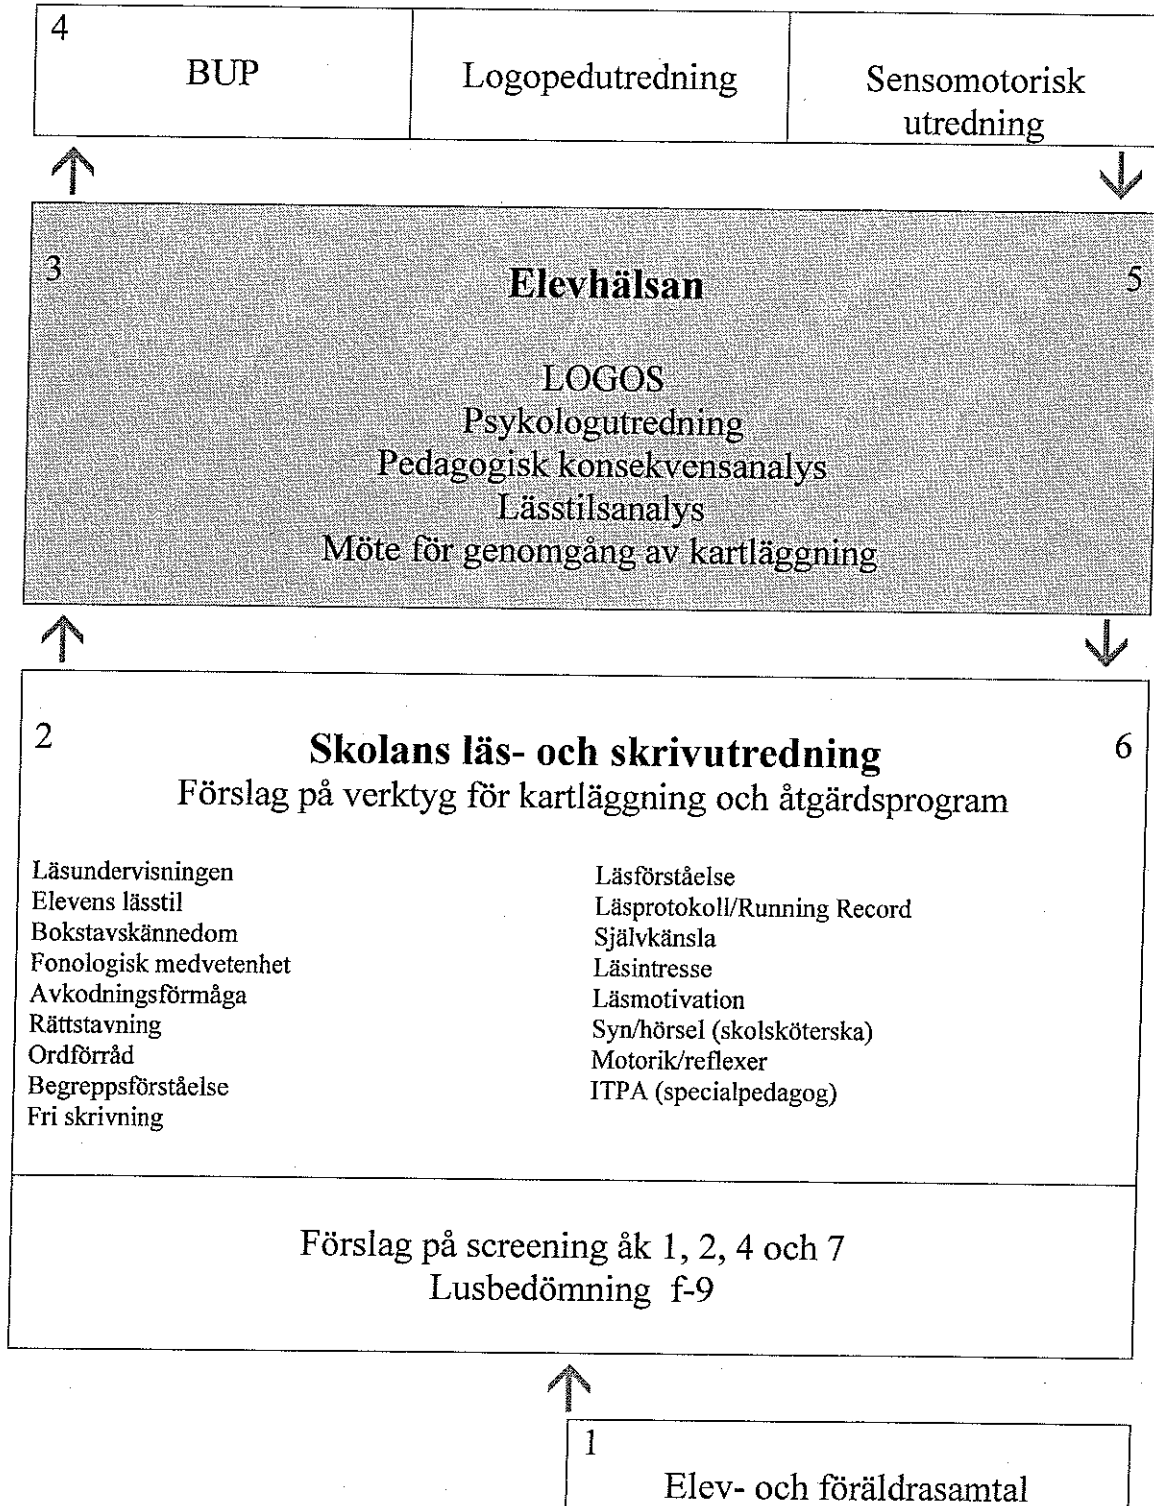 4
BUP
Logopedutredning
Sensomotorisk
utredning
3
Elevhälsan
5
LOGOS
Psykologutredning
Pedagogisk konsekvensanalys
Lässtilsanalys
Möte för genomgång av kartläggning
2
Skolans läs- och skrivutredning
6
Förslag på verktyg för kartläggning och åtgärdsprogram
Läsundervisningen
Elevens lässtil
Bokstavskännedom
Fonologisk medvetenhet
Avkodningsförmåga
Rättstavning
Ordförråd
Begreppsförståelse
Fri skrivning
Läsförståelse
Läsprotokoll/Running Record
Självkänsla
Läsintresse
Läsmotivation
Syn/hörsel (skolsköterska)
Motorik/reflexer
ITPA (specialpedagog)
Förslag på screening åk 1, 2, 4 och 7
Lusbedömning f-9
1
Elev- och föräldrasamtal